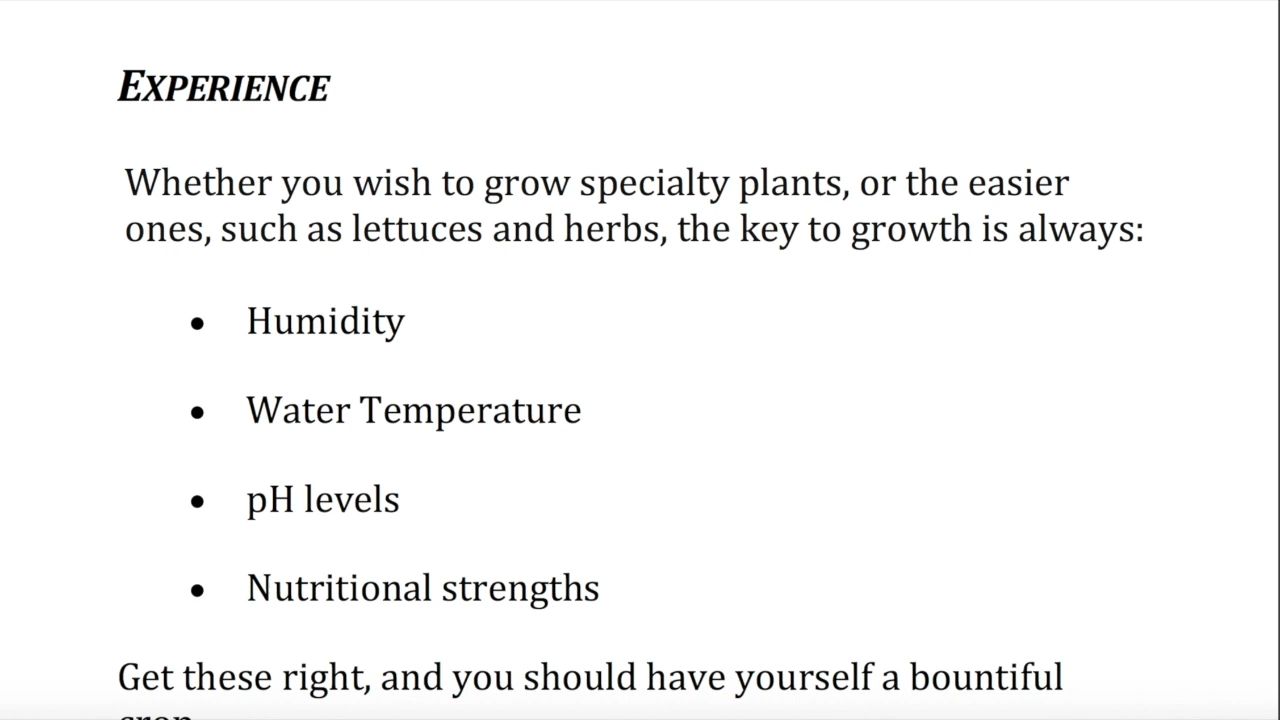 EXPERIENCE
Whether you wish to grow specialty plants, or the easier
ones, such as lettuces and herbs, the key to growth is always:
• Humidity
• Water Temperature
• pH levels
• Nutritional strengths
Get these right, and you should have yourself a bountiful
crop